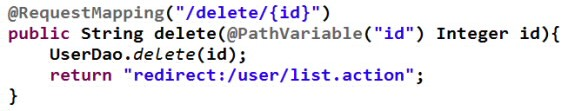 @RequestMapping("/delete/{id}")
public String delete(@PathVariable("id") Integer id){
    UserDao.delete(id);
    return "redirect:/user/list.action";
}